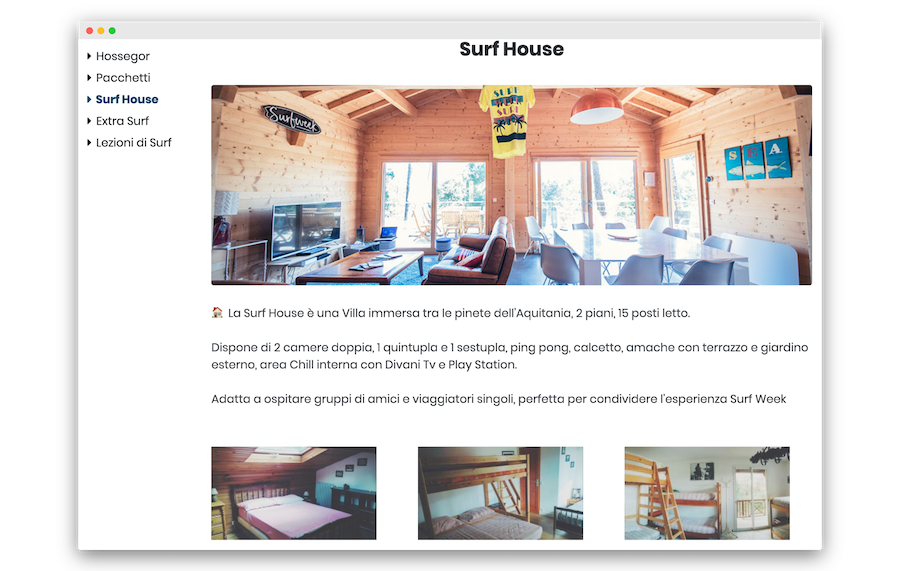 Hossegor
Pacchetti
Surf House
Extra Surf
Lezioni di Surf
Surf House
Surfweek
SURF
SURF
SPA
La Surf House è una Villa immersa tra le pinete dell'Aquitania, 2 piani, 15 posti letto.
Dispone di 2 camere doppia, 1 quintupla e 1 sestupla, ping pong, calcetto, amache con terrazzo e giardino
esterno, area Chill interna con Divani Tv e Play Station.
Adatta a ospitare gruppi di amici e viaggiatori singoli, perfetta per condividere l'esperienza Surf Week